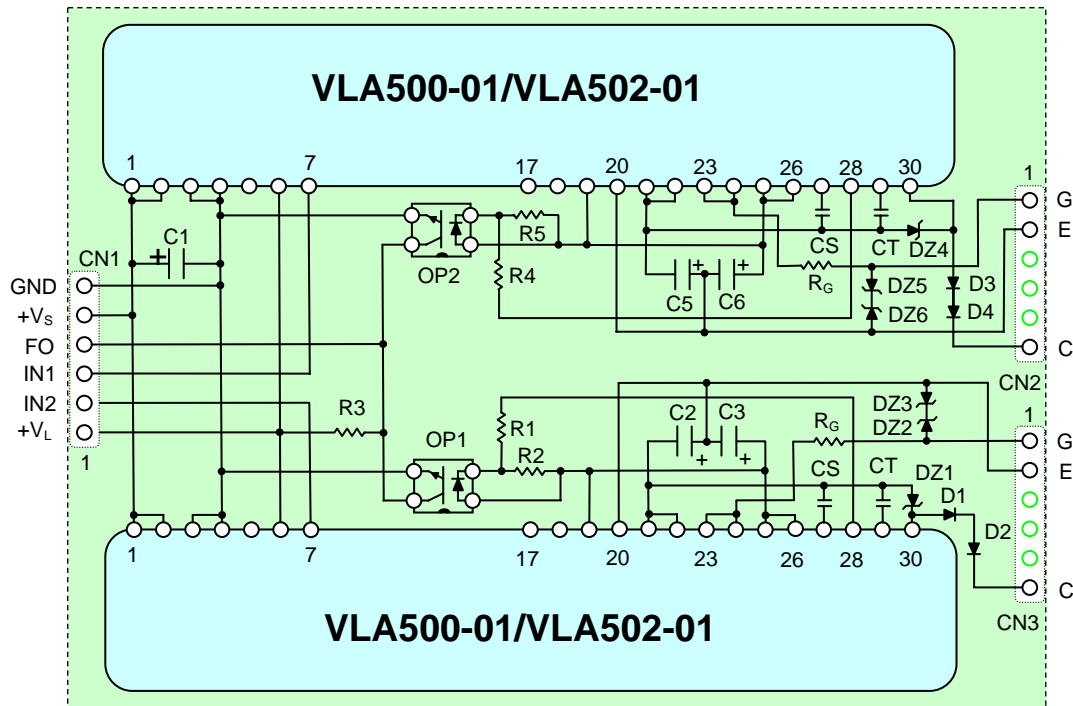 VLA500-01/VLA502-01
1 7 17 20 23 26 28 30 1
G
C1 R5 CS CT E
DZ4
CN1 OP2 R4
GND C5 C6 RG DZ5 D3
+VS DZ6 D4
FO C
IN1 CN2
IN2 R3 DZ3 1
+VL OP1 R1 C2 C3 RG DZ2 G
1 R2 CS CT DZ1 E
D1
D2
1 7 17 20 23 26 28 30
C
VLA500-01/VLA502-01 CN3